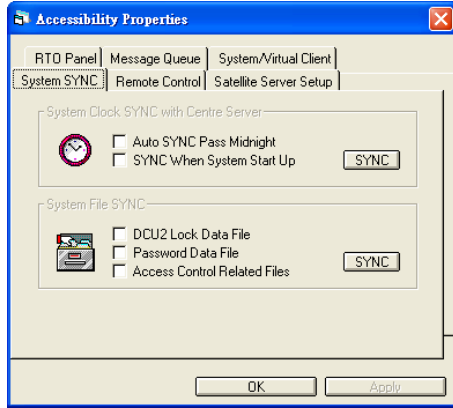 Accessibility Properties
RTO Panel Message Queue System/Virtual Client
System SYNC Remote Control Satellite Server Setup
System Clock SYNC with Centre Server
Auto SYNC Pass Midnight
SYNC When System Start Up SYNC
System File SYNC
DCU2 Lock Data File
Password Data File
Access Control Related Files SYNC
OK Apply